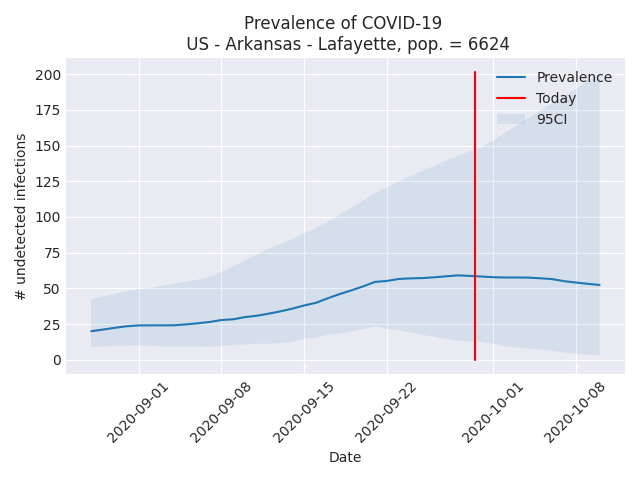 Prevalence of COVID-19
US - Arkansas - Lafayette, pop. = 6624
Prevalence
Today
95CI
# undetected infections
200
175
150
125
100
75
50
25
0
2020-09-01
2020-09-08
2020-09-15
2020-09-22
2020-10-01
2020-10-08
Date